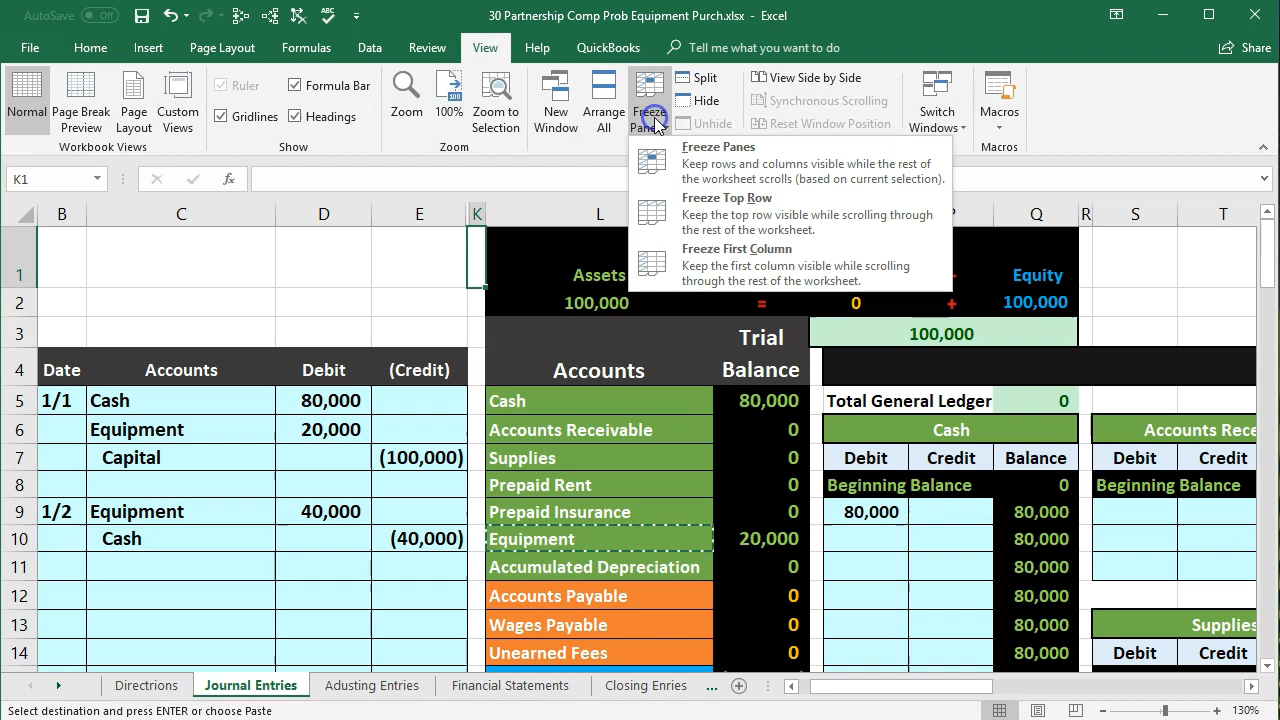 AutoSave Off
30 Partnership Comp Prob Equipment Purch.xlsx - Excel
File Home Insert Page Layout Formulas Data Review View Help QuickBooks Tell me what you want to do Share
Normal Page Break Preview Page Layout Custom Views
Workbook Views
Ruler Formula Bar
Gridlines Headings
Show
Zoom 100% Zoom to Selection
Zoom
New Window Arrange All Freeze
Split
Hide
Unhide
View Side by Side
Synchronous Scrolling
Reset Window Position
Switch Windows
Macros
Macros
Freeze Panes
Keep rows and columns visible while the rest of
the worksheet scrolls (based on current selection).
Freeze Top Row
Keep the top row visible while scrolling through
the rest of the worksheet.
Freeze First Column
Keep the first column visible while scrolling
through the rest of the worksheet.
K1 fx
B C D E K L Q R S T
1 Assets Equity
2 100,000 = 0 + 100,000
3 Trial 100,000
4 Date Accounts Debit (Credit) Accounts Balance
5 1/1 Cash 80,000 Cash 80,000 Total General Ledger 0
6 Equipment 20,000 Accounts Receivable 0 Cash Accounts Rece
7 Capital (100,000) Supplies 0 Debit Credit Balance Debit Credit
8 Prepaid Rent 0 Beginning Balance 0 Beginning Balance
9 1/2 Equipment 40,000 Prepaid Insurance 0 80,000 80,000
10 Cash (40,000) Equipment 20,000 80,000
11 Accumulated Depreciation 0 80,000
12 Accounts Payable 0 80,000
13 Wages Payable 0 80,000 Supplies
14 Unearned Fees 0 80,000 Debit Credit
Directions Journal Entries Adusting Entries Financial Statements Closing Enries ...
Select destination and press ENTER or choose Paste 130%